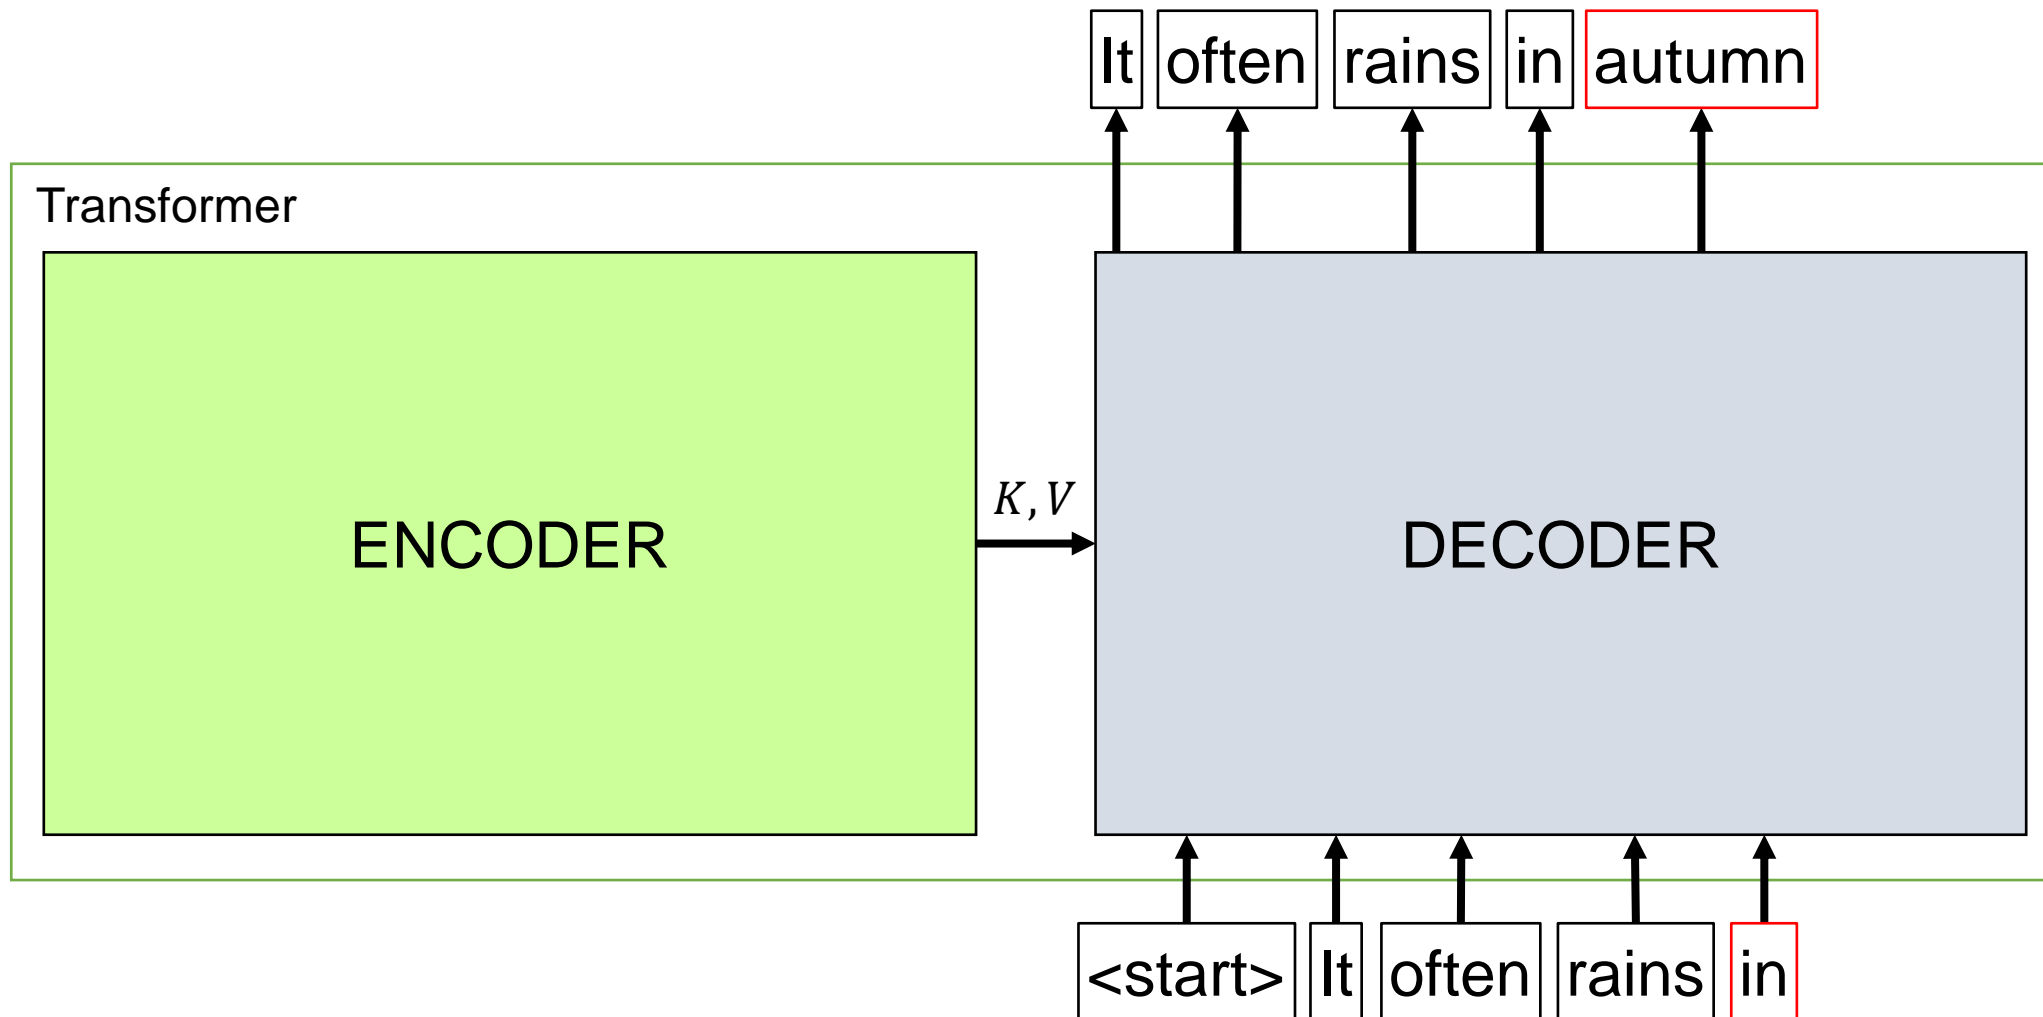 It often rains in autumn
Transformer
K, V
ENCODER
DECODER
<start> It often rains in